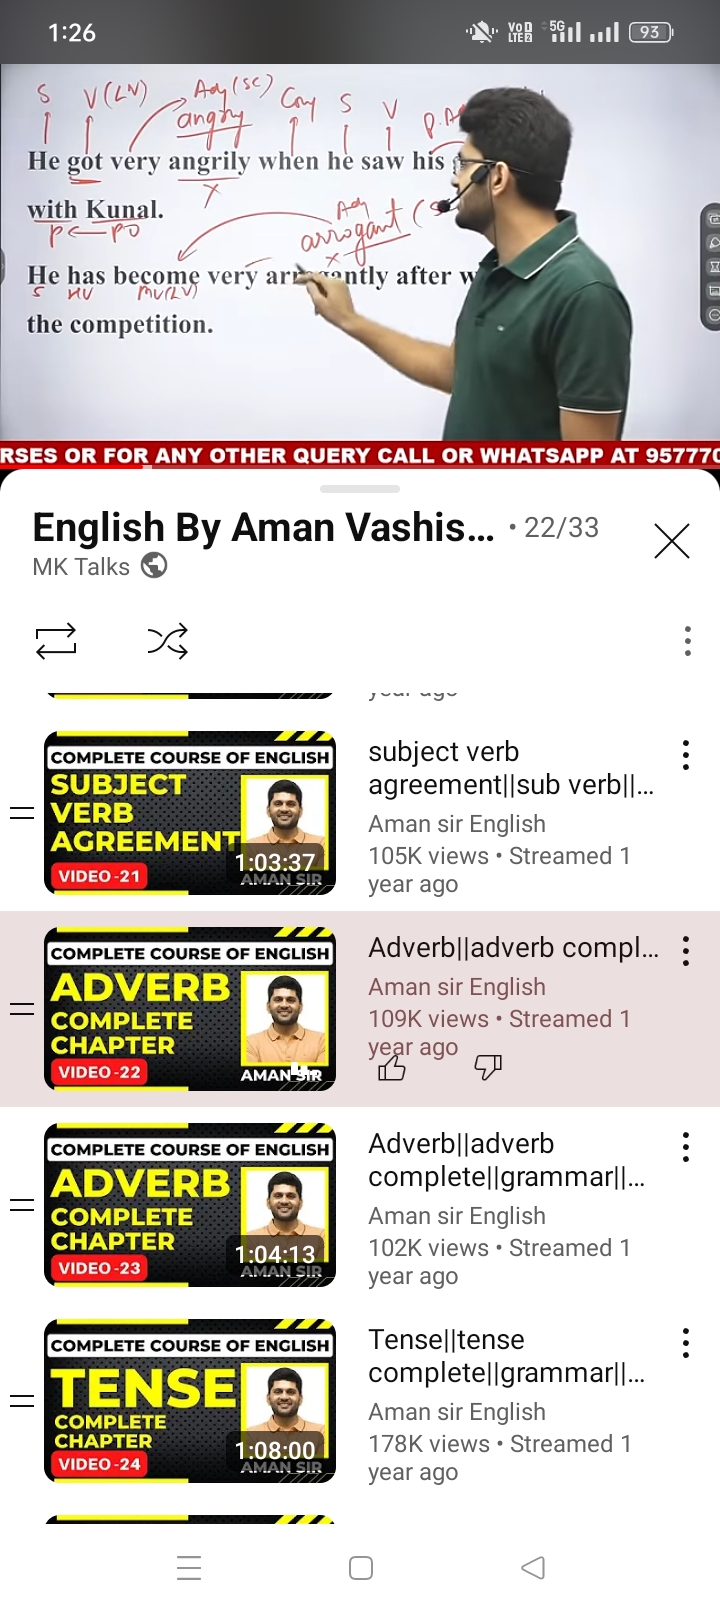 1:26
Vo LTE2 5G 93
S V(LV) Adj(SC) Conj S V
angry
He got very angrily when he saw his
with Kunal.
P PO
Adj
arrogant
He has become very arrogantly after
S HV MV(LV)
the competition.
RSES OR FOR ANY OTHER QUERY CALL OR WHATSAPP AT 95777
English By Aman Vashis... • 22/33
MK Talks
year ago
COMPLETE COURSE OF ENGLISH
SUBJECT
VERB
AGREEMENT
1:03:37
VIDEO -21
AMAN SIR
subject verb
agreement||sub verb||...
Aman sir English
105K views • Streamed 1
year ago
COMPLETE COURSE OF ENGLISH
ADVERB
COMPLETE
CHAPTER
VIDEO -22
AMAN SIR
Adverb||adverb compl...
Aman sir English
109K views • Streamed 1
year ago
COMPLETE COURSE OF ENGLISH
ADVERB
COMPLETE
CHAPTER
1:04:13
VIDEO -23
AMAN SIR
Adverb||adverb
complete||grammar||...
Aman sir English
102K views • Streamed 1
year ago
COMPLETE COURSE OF ENGLISH
TENSE
COMPLETE
CHAPTER
1:08:00
VIDEO -24
AMAN SIR
Tense||tense
complete||grammar||...
Aman sir English
178K views • Streamed 1
year ago